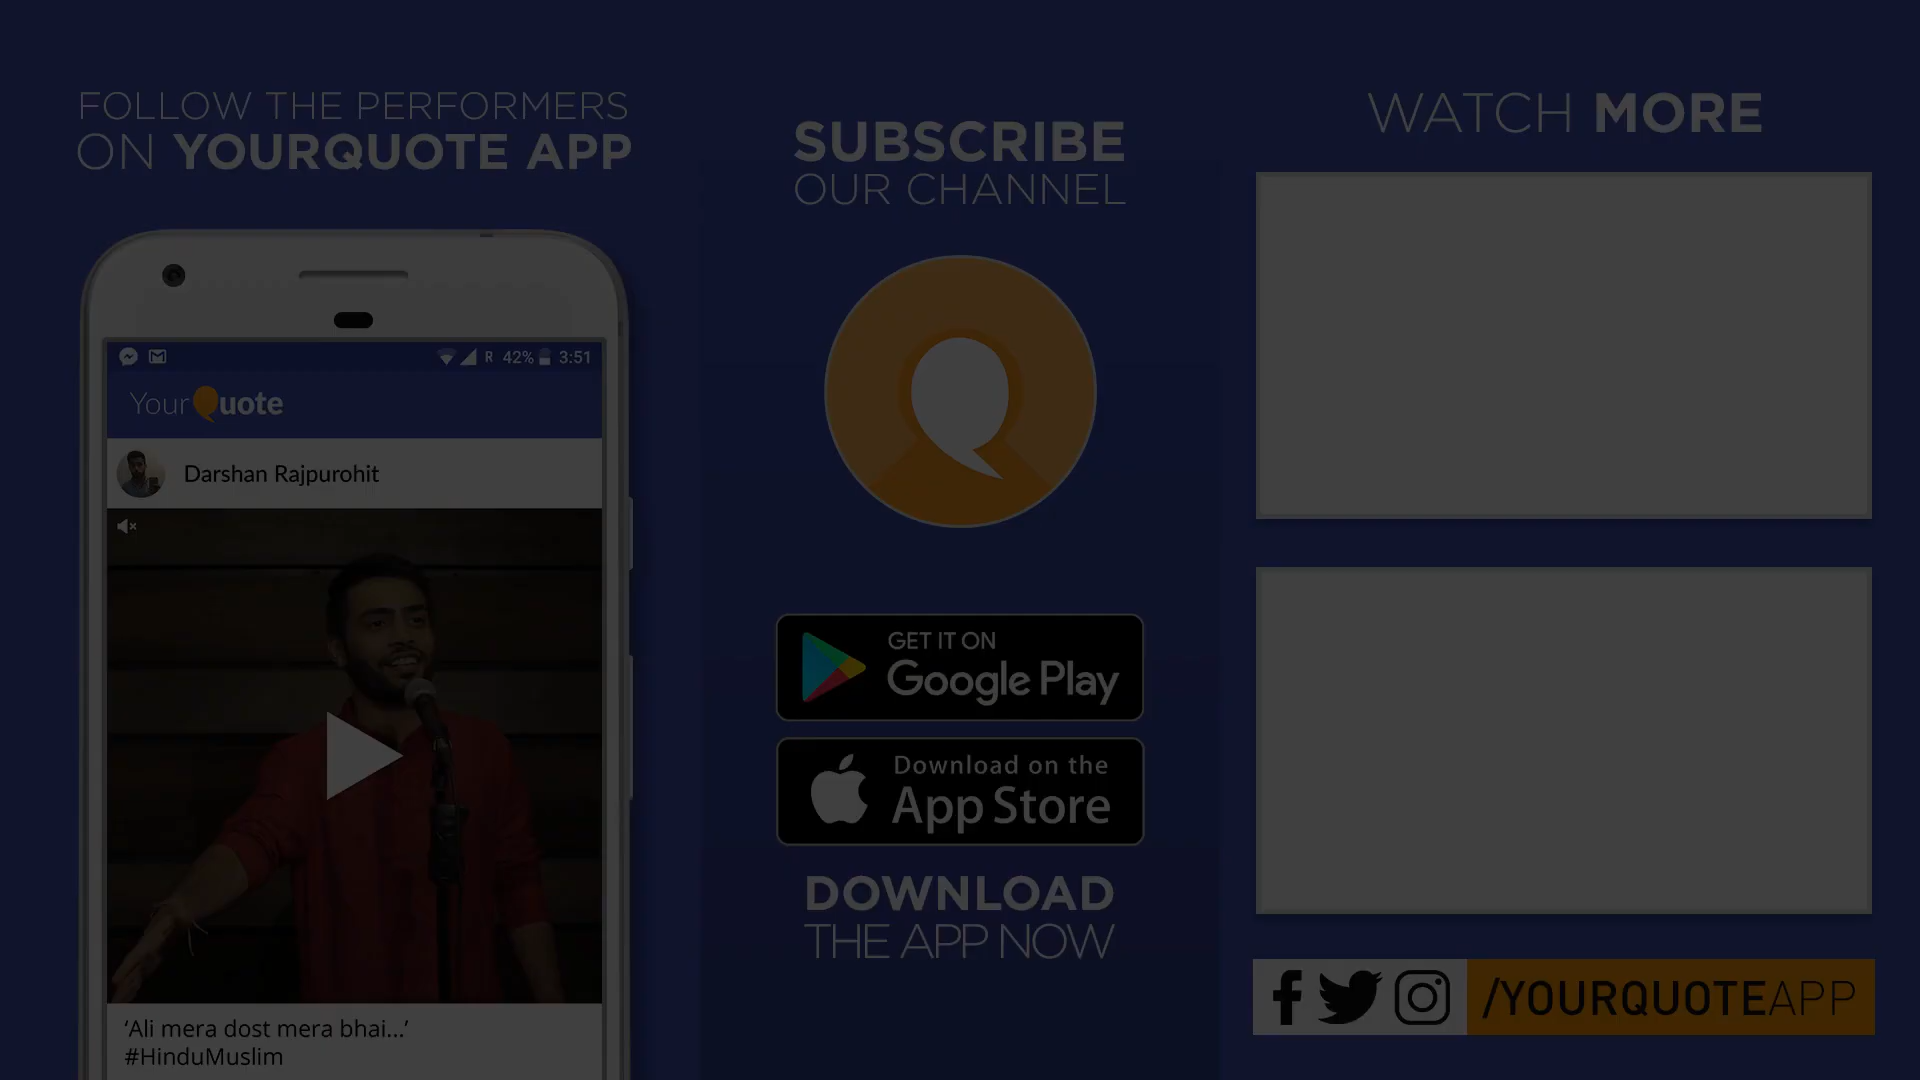 FOLLOW THE PERFORMERS
ON YOURQUOTE APP
R 42% 3:51
YourQuote
Darshan Rajpurohit
‘Ali mera dost mera bhai...’
#HinduMuslim
SUBSCRIBE
OUR CHANNEL
GET IT ON
Google Play
Download on the
App Store
DOWNLOAD
THE APP NOW
WATCH MORE
/YOURQUOTEAPP